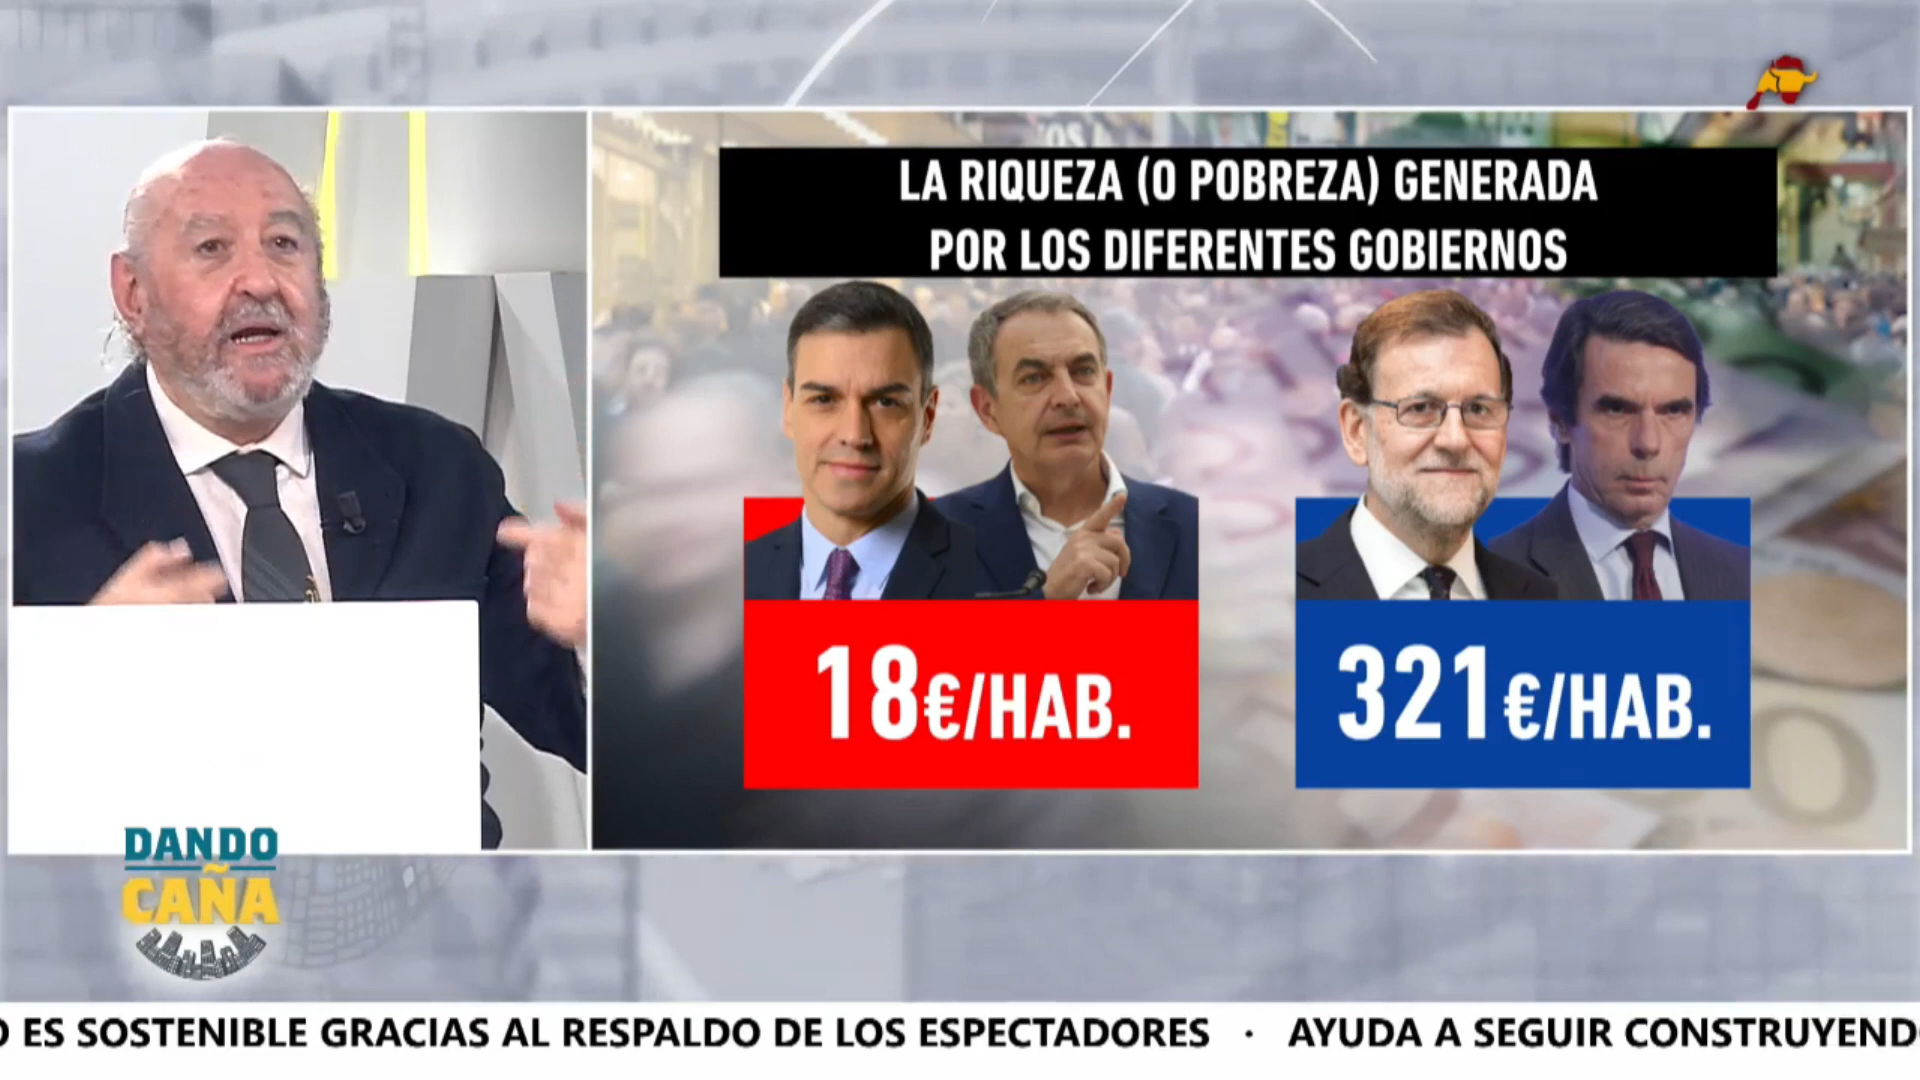 LA RIQUEZA (O POBREZA) GENERADA
POR LOS DIFERENTES GOBIERNOS
18€/HAB.
321€/HAB.
DANDO
CAÑA
O ES SOSTENIBLE GRACIAS AL RESPALDO DE LOS ESPECTADORES · AYUDA A SEGUIR CONSTRUYENDO